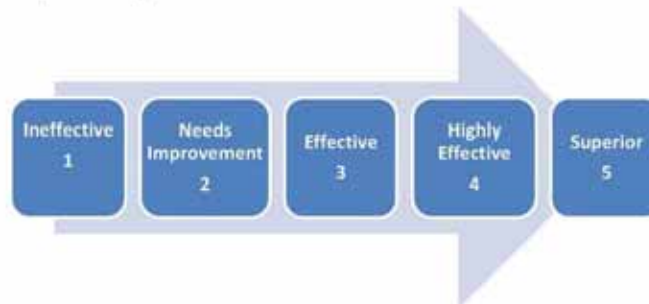 Ineffective
1
Needs
Improvement
2
Effective
3
Highly
Effective
4
Superior
5